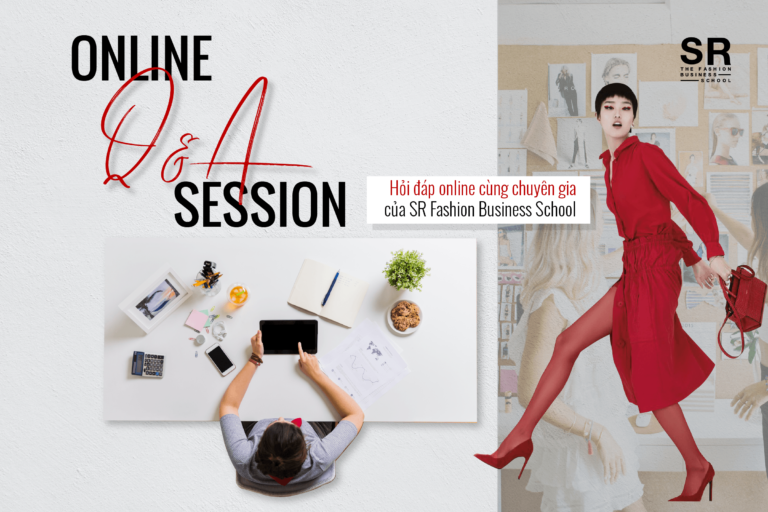 ONLINE
Q & A
SESSION
Hỏi đáp online cùng chuyên gia
của SR Fashion Business School
SR
THE FASHION
BUSINESS
SCHOOL